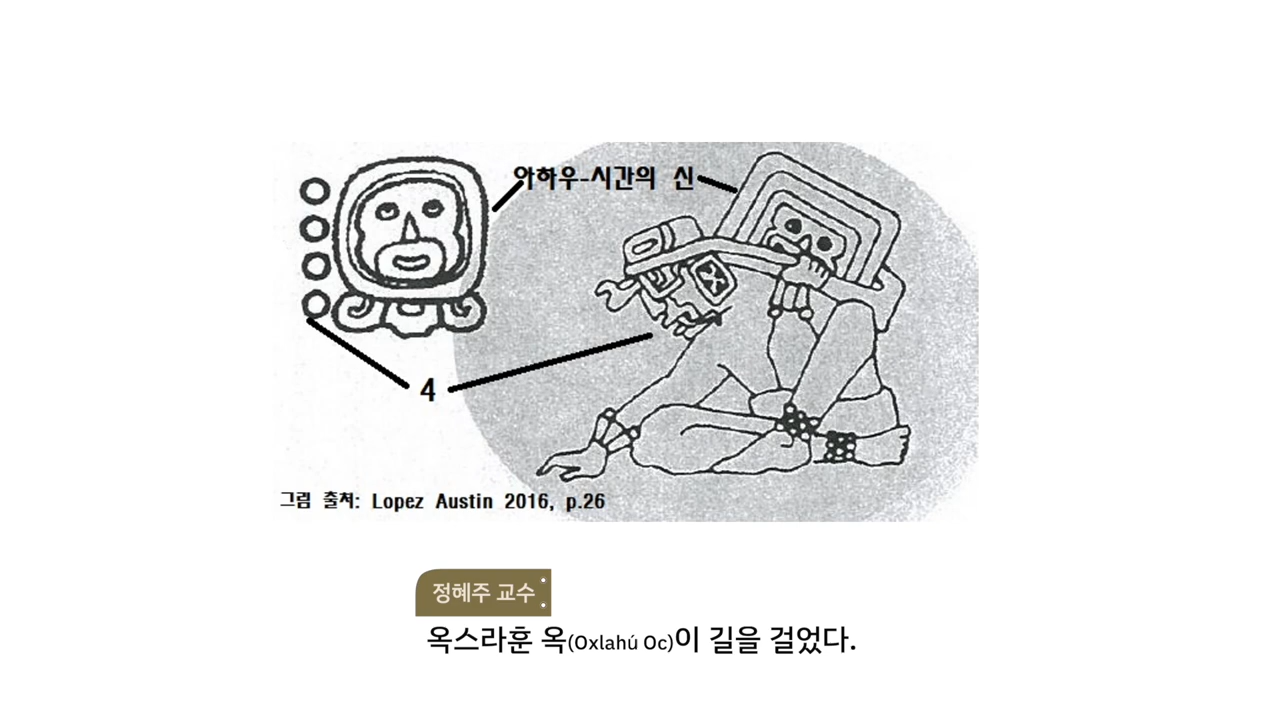 아하우-시간의 신
4
그림 출처: Lopez Austin 2016, p.26
정혜주 교수
옥스라훈 옥(Oxlahú Oc)이 길을 걸었다.